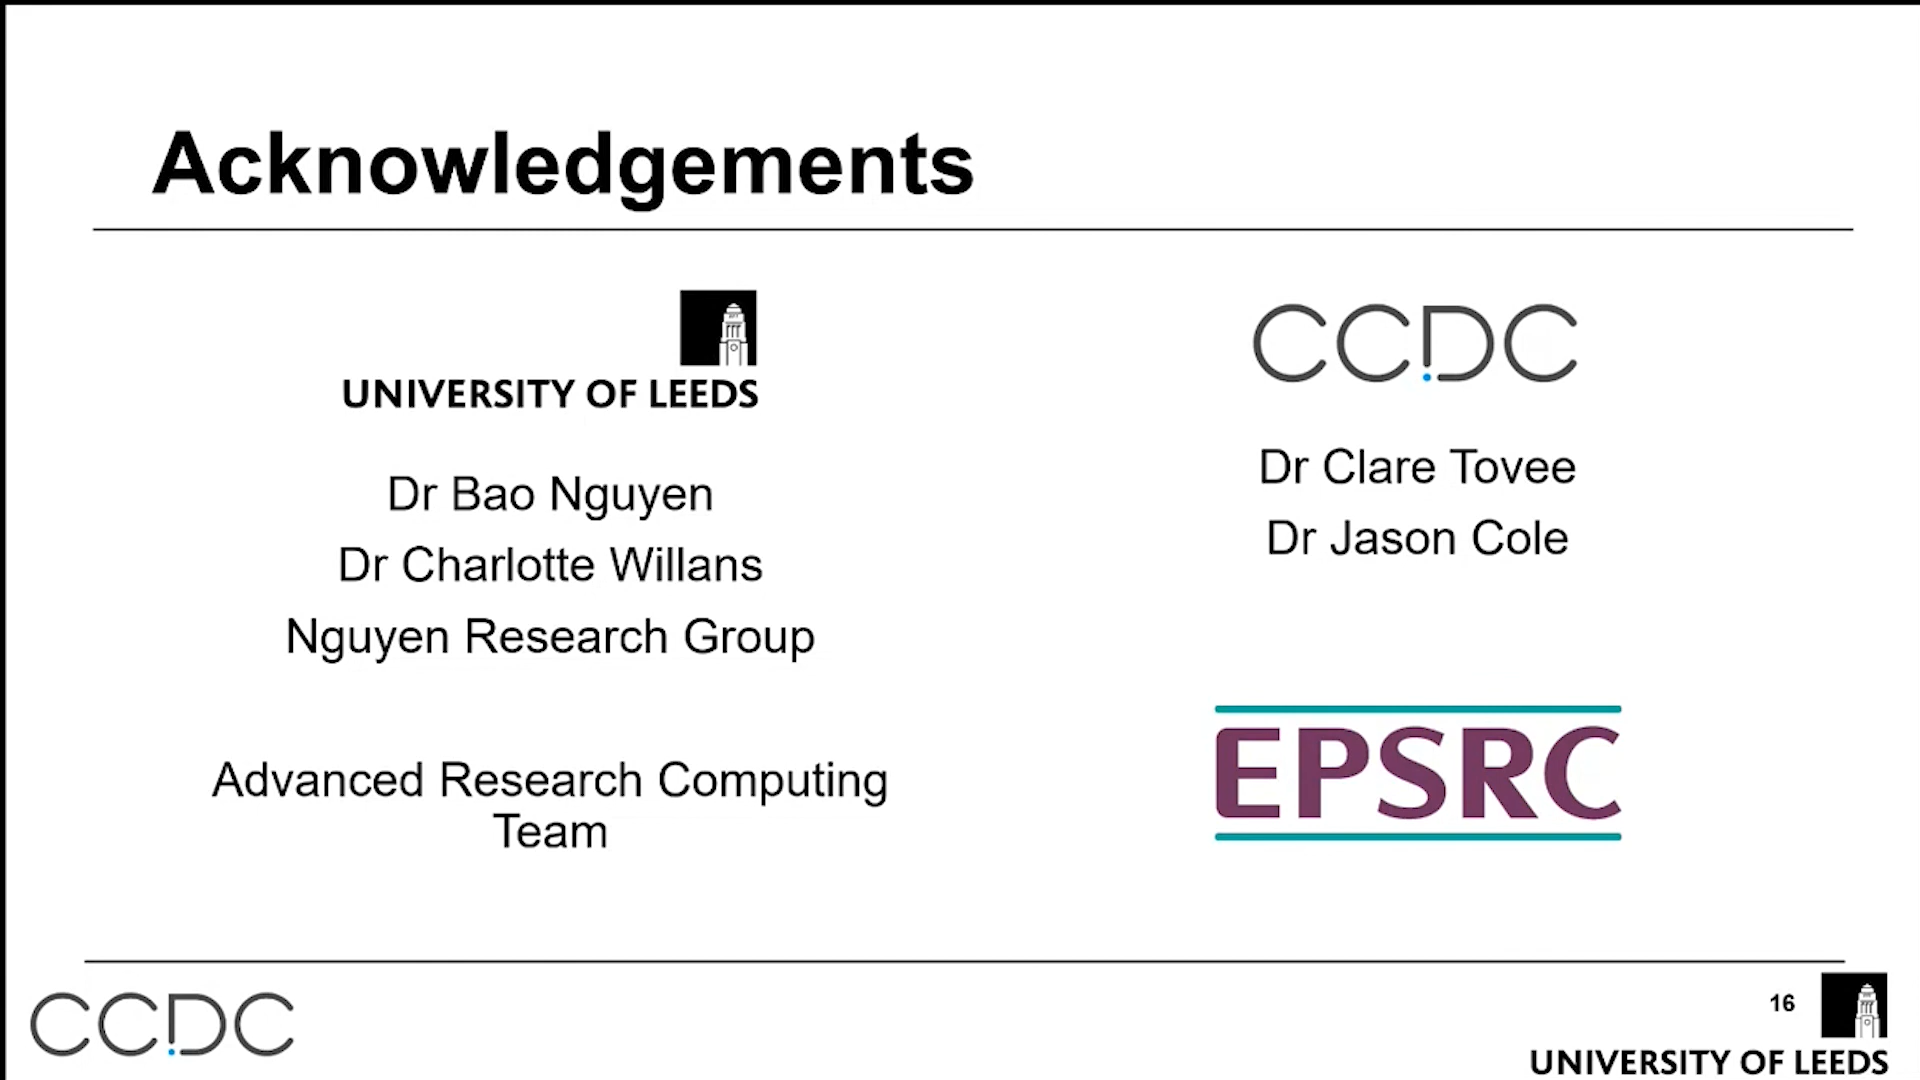 Acknowledgements
UNIVERSITY OF LEEDS
Dr Bao Nguyen
Dr Charlotte Willans
Nguyen Research Group
Advanced Research Computing
Team
CCDC
Dr Clare Tovee
Dr Jason Cole
EPSRC
CCDC
16
UNIVERSITY OF LEEDS